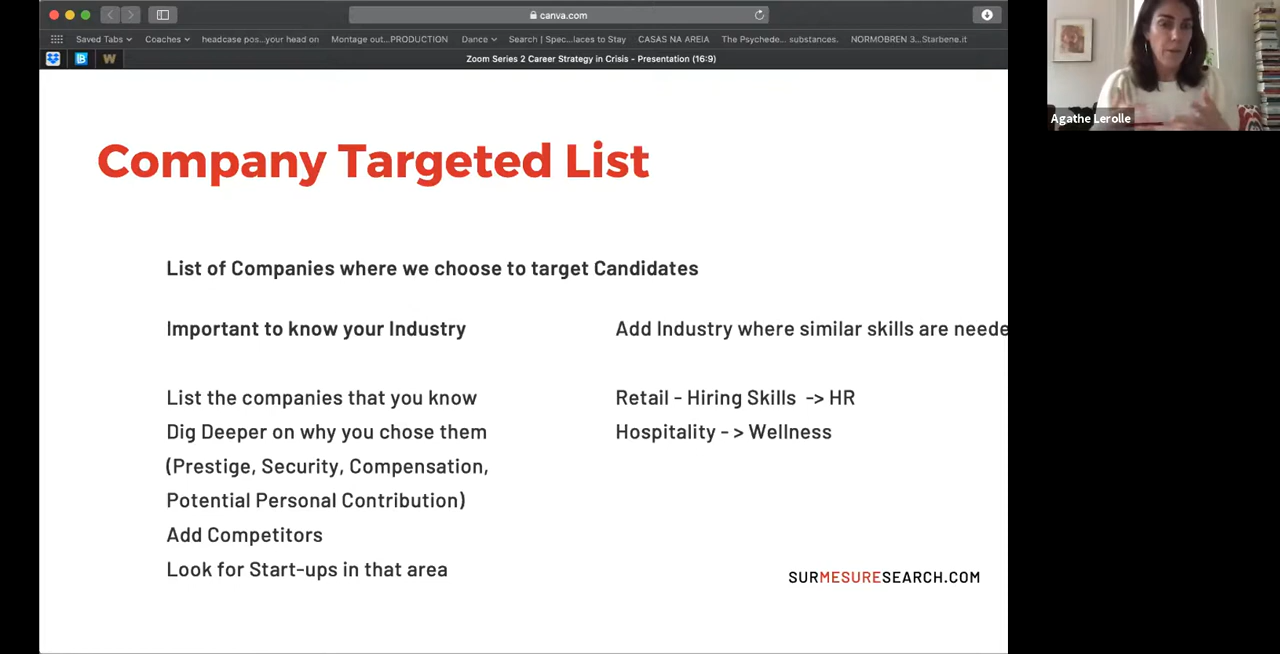 canva.com
Saved Tabs
Coaches
headcase pos...your head on
Montage out...PRODUCTION
Dance
Search | Spec...laces to Stay
CASAS NA AREIA
The Psychede... substances.
NORMOBREN 3...Starbene.it
B
W
Zoom Series 2 Career Strategy in Crisis - Presentation (16:9)
Agathe Lerolle
Company Targeted List
List of Companies where we choose to target Candidates
Important to know your Industry
Add Industry where similar skills are neede
List the companies that you know
Dig Deeper on why you chose them
(Prestige, Security, Compensation,
Potential Personal Contribution)
Add Competitors
Look for Start-ups in that area
Retail - Hiring Skills -> HR
Hospitality - > Wellness
SURMESURESEARCH.COM